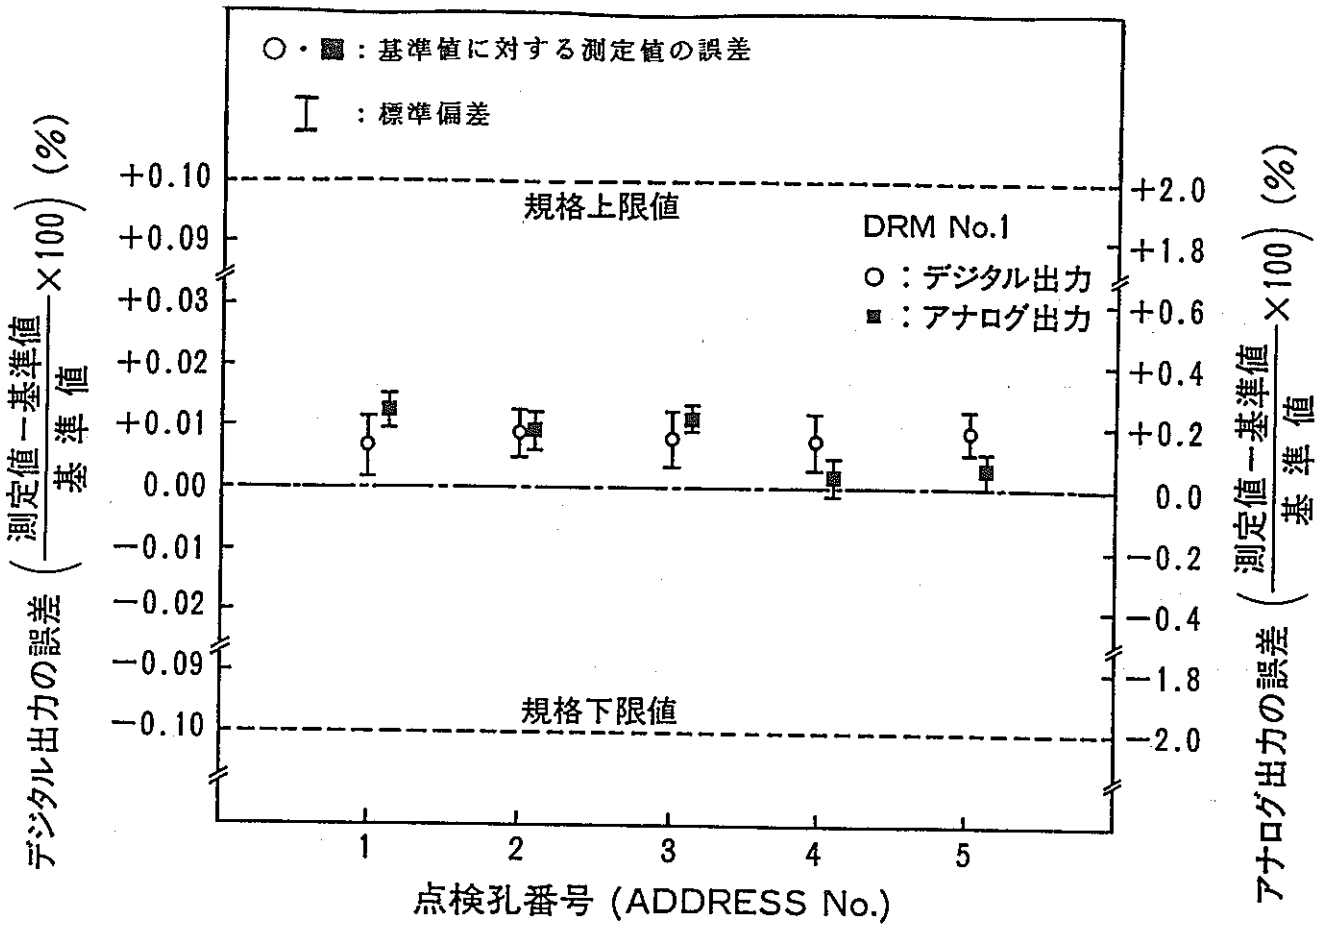 ○・■：基準値に対する測定値の誤差
：標準偏差
デジタル出力の誤差 (測定値－基準値 / 基準値 ×100) (%)
+0.10
+0.09
+0.03
+0.02
+0.01
0.00
−0.01
−0.02
−0.09
−0.10
規格上限値
DRM No.1
○：デジタル出力
■：アナログ出力
規格下限値
+2.0
+1.8
+0.6
+0.4
+0.2
0.0
−0.2
−0.4
−1.8
−2.0
アナログ出力の誤差 (測定値－基準値 / 基準値 ×100) (%)
1 2 3 4 5
点検孔番号 (ADDRESS No.)